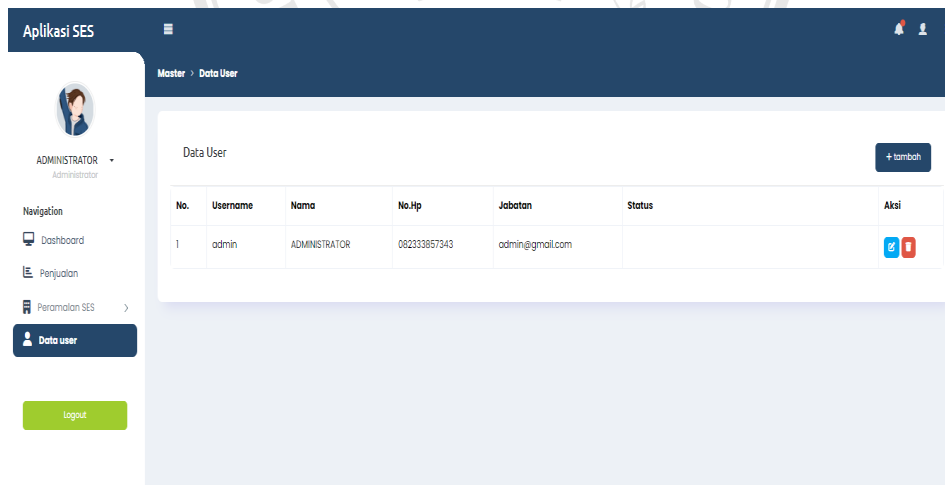 Aplikasi SES
Master > Data User
ADMINISTRATOR
Administrator
Navigation
Dashboard
Penjualan
Peramalan SES
Data user
Logout
Data User
+ tambah
No. Username Nama No.Hp Jabatan Status Aksi
1 admin ADMINISTRATOR 082333857343 admin@gmail.com